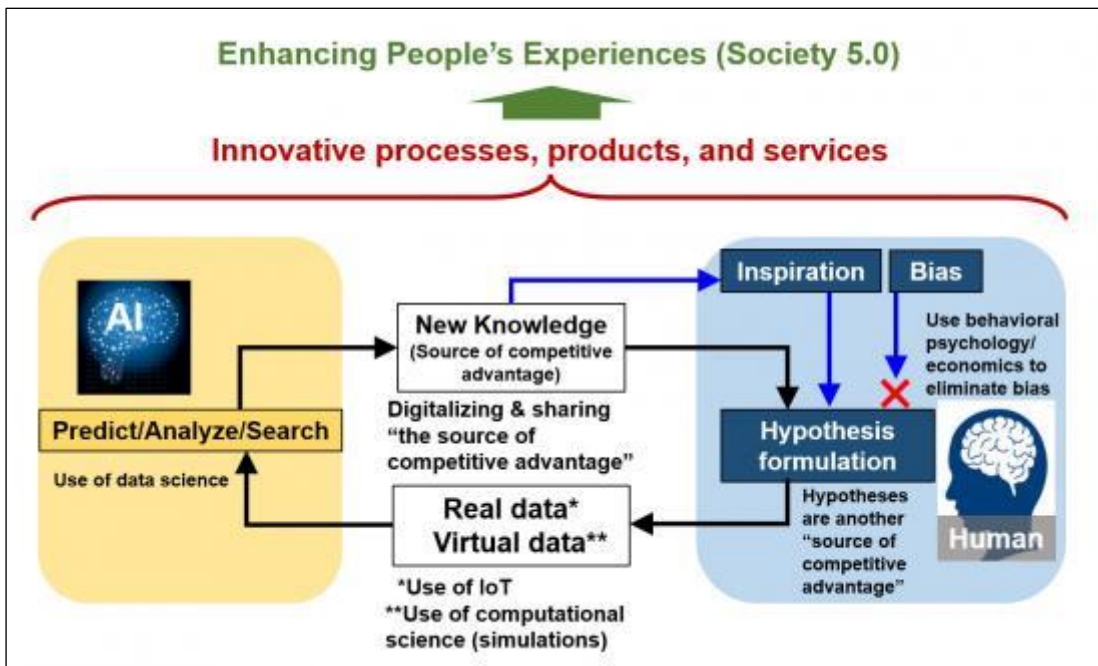 Enhancing People's Experiences (Society 5.0)
Innovative processes, products, and services
AI
Predict/Analyze/Search
Use of data science
New Knowledge
(Source of competitive
advantage)
Digitalizing & sharing
“the source of
competitive advantage”
Real data*
Virtual data**
*Use of IoT
**Use of computational
science (simulations)
Inspiration
Bias
Use behavioral
psychology/
economics to
eliminate bias
Hypothesis
formulation
Hypotheses
are another
“source of
competitive
advantage”
Human